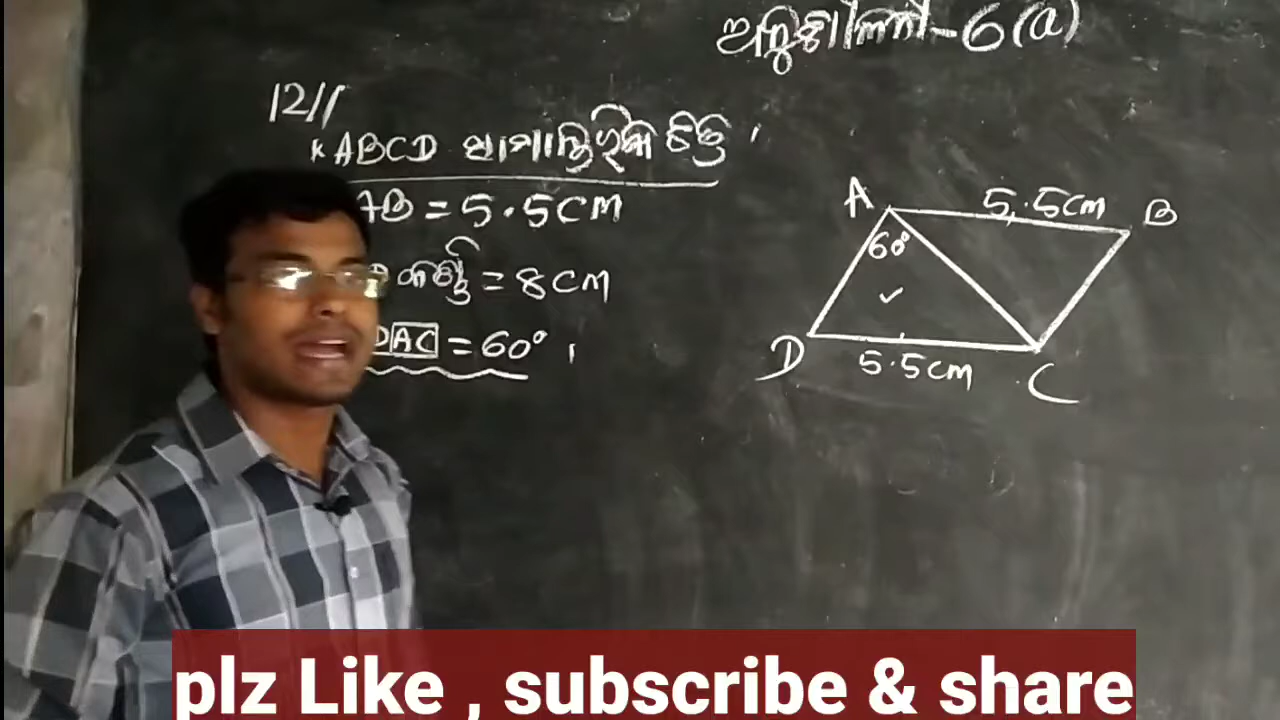 ଅନୁଶୀଳନୀ-6(a)
12//
ABCD ସାମାନ୍ତରିକ ଚିତ୍ର ।
AB = 5.5CM
କର୍ଣ୍ଣ = 8CM
DAC = 60° ।
A 5.5cm B
60°
D 5.5cm C
plz Like , subscribe & share